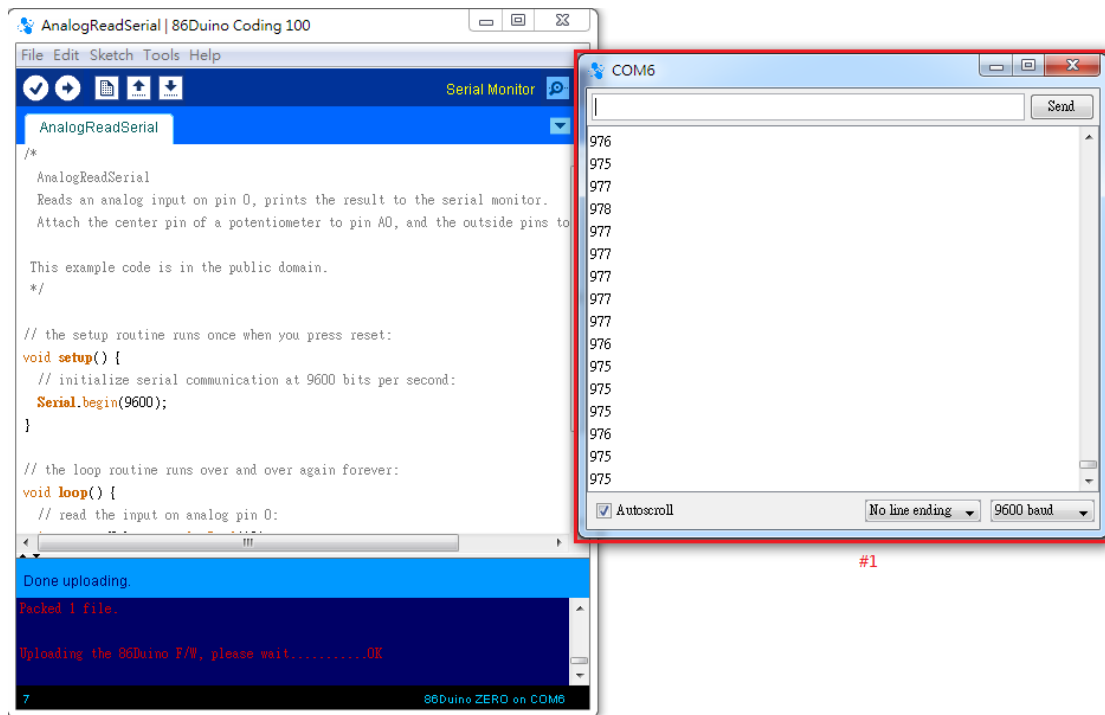 AnalogReadSerial | 86Duino Coding 100
File Edit Sketch Tools Help
Serial Monitor
AnalogReadSerial
/*
AnalogReadSerial
Reads an analog input on pin 0, prints the result to the serial monitor.
Attach the center pin of a potentiometer to pin A0, and the outside pins to
This example code is in the public domain.
*/
// the setup routine runs once when you press reset:
void setup() {
// initialize serial communication at 9600 bits per second:
Serial.begin(9600);
}
// the loop routine runs over and over again forever:
void loop() {
// read the input on analog pin 0:
Done uploading.
Packed 1 file.
Uploading the 86Duino F/W, please wait...........OK
7
86Duino ZERO on COM6
COM6
Send
976
975
977
978
977
977
977
977
977
976
975
975
975
976
975
975
Autoscroll
No line ending
9600 baud
#1